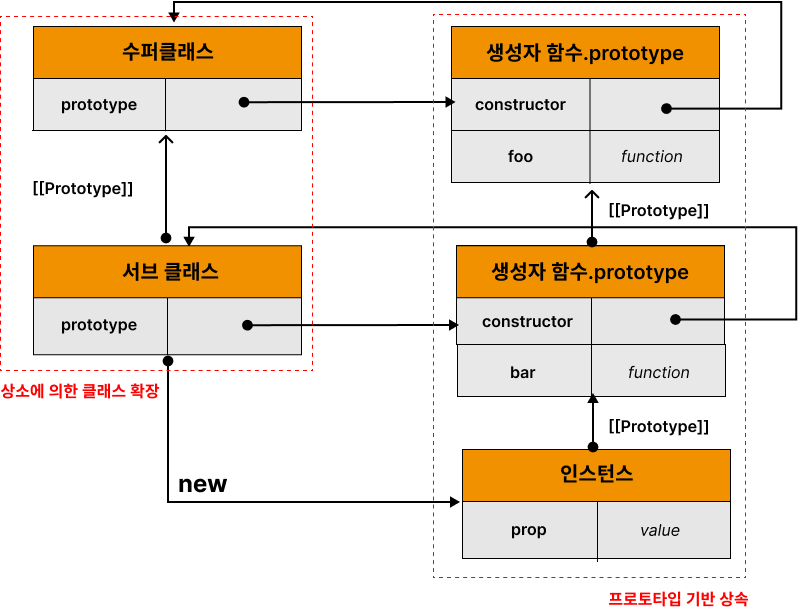 수퍼클래스
prototype
생성자 함수.prototype
constructor
foo
function
[[Prototype]]
[[Prototype]]
서브 클래스
prototype
생성자 함수.prototype
constructor
bar
function
상소에 의한 클래스 확장
[[Prototype]]
new
인스턴스
prop
value
프로토타입 기반 상속